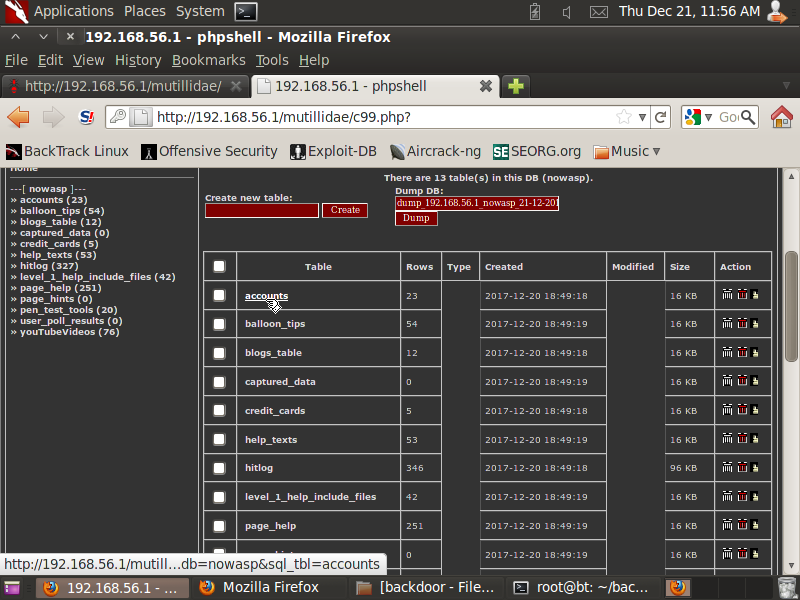 Applications Places System Thu Dec 21, 11:56 AM
192.168.56.1 - phpshell - Mozilla Firefox
File Edit View History Bookmarks Tools Help
http://192.168.56.1/mutillidae/ 192.168.56.1 - phpshell
http://192.168.56.1/mutillidae/c99.php? Goo
BackTrack Linux Offensive Security Exploit-DB Aircrack-ng SEORG.org Music
Home
---[ nowasp ]---
» accounts (23)
» balloon_tips (54)
» blogs_table (12)
» captured_data (0)
» credit_cards (5)
» help_texts (53)
» hitlog (327)
» level_1_help_include_files (42)
» page_help (251)
» page_hints (0)
» pen_test_tools (20)
» user_poll_results (0)
» youTubeVideos (76)
There are 13 table(s) in this DB (nowasp).
Create new table:
Create
Dump DB:
dump_192.168.56.1_nowasp_21-12-201
Dump
Table Rows Type Created Modified Size Action
accounts 23 2017-12-20 18:49:18 16 KB
balloon_tips 54 2017-12-20 18:49:19 16 KB
blogs_table 12 2017-12-20 18:49:18 16 KB
captured_data 0 2017-12-20 18:49:19 16 KB
credit_cards 5 2017-12-20 18:49:18 16 KB
help_texts 53 2017-12-20 18:49:19 16 KB
hitlog 346 2017-12-20 18:49:18 96 KB
level_1_help_include_files 42 2017-12-20 18:49:19 16 KB
page_help 251 2017-12-20 18:49:19 16 KB
0 2017-12-20 18:49:19 16 KB
http://192.168.56.1/mutill...db=nowasp&sql_tbl=accounts
192.168.56.1 - ... Mozilla Firefox [backdoor - File... root@bt: ~/bac...